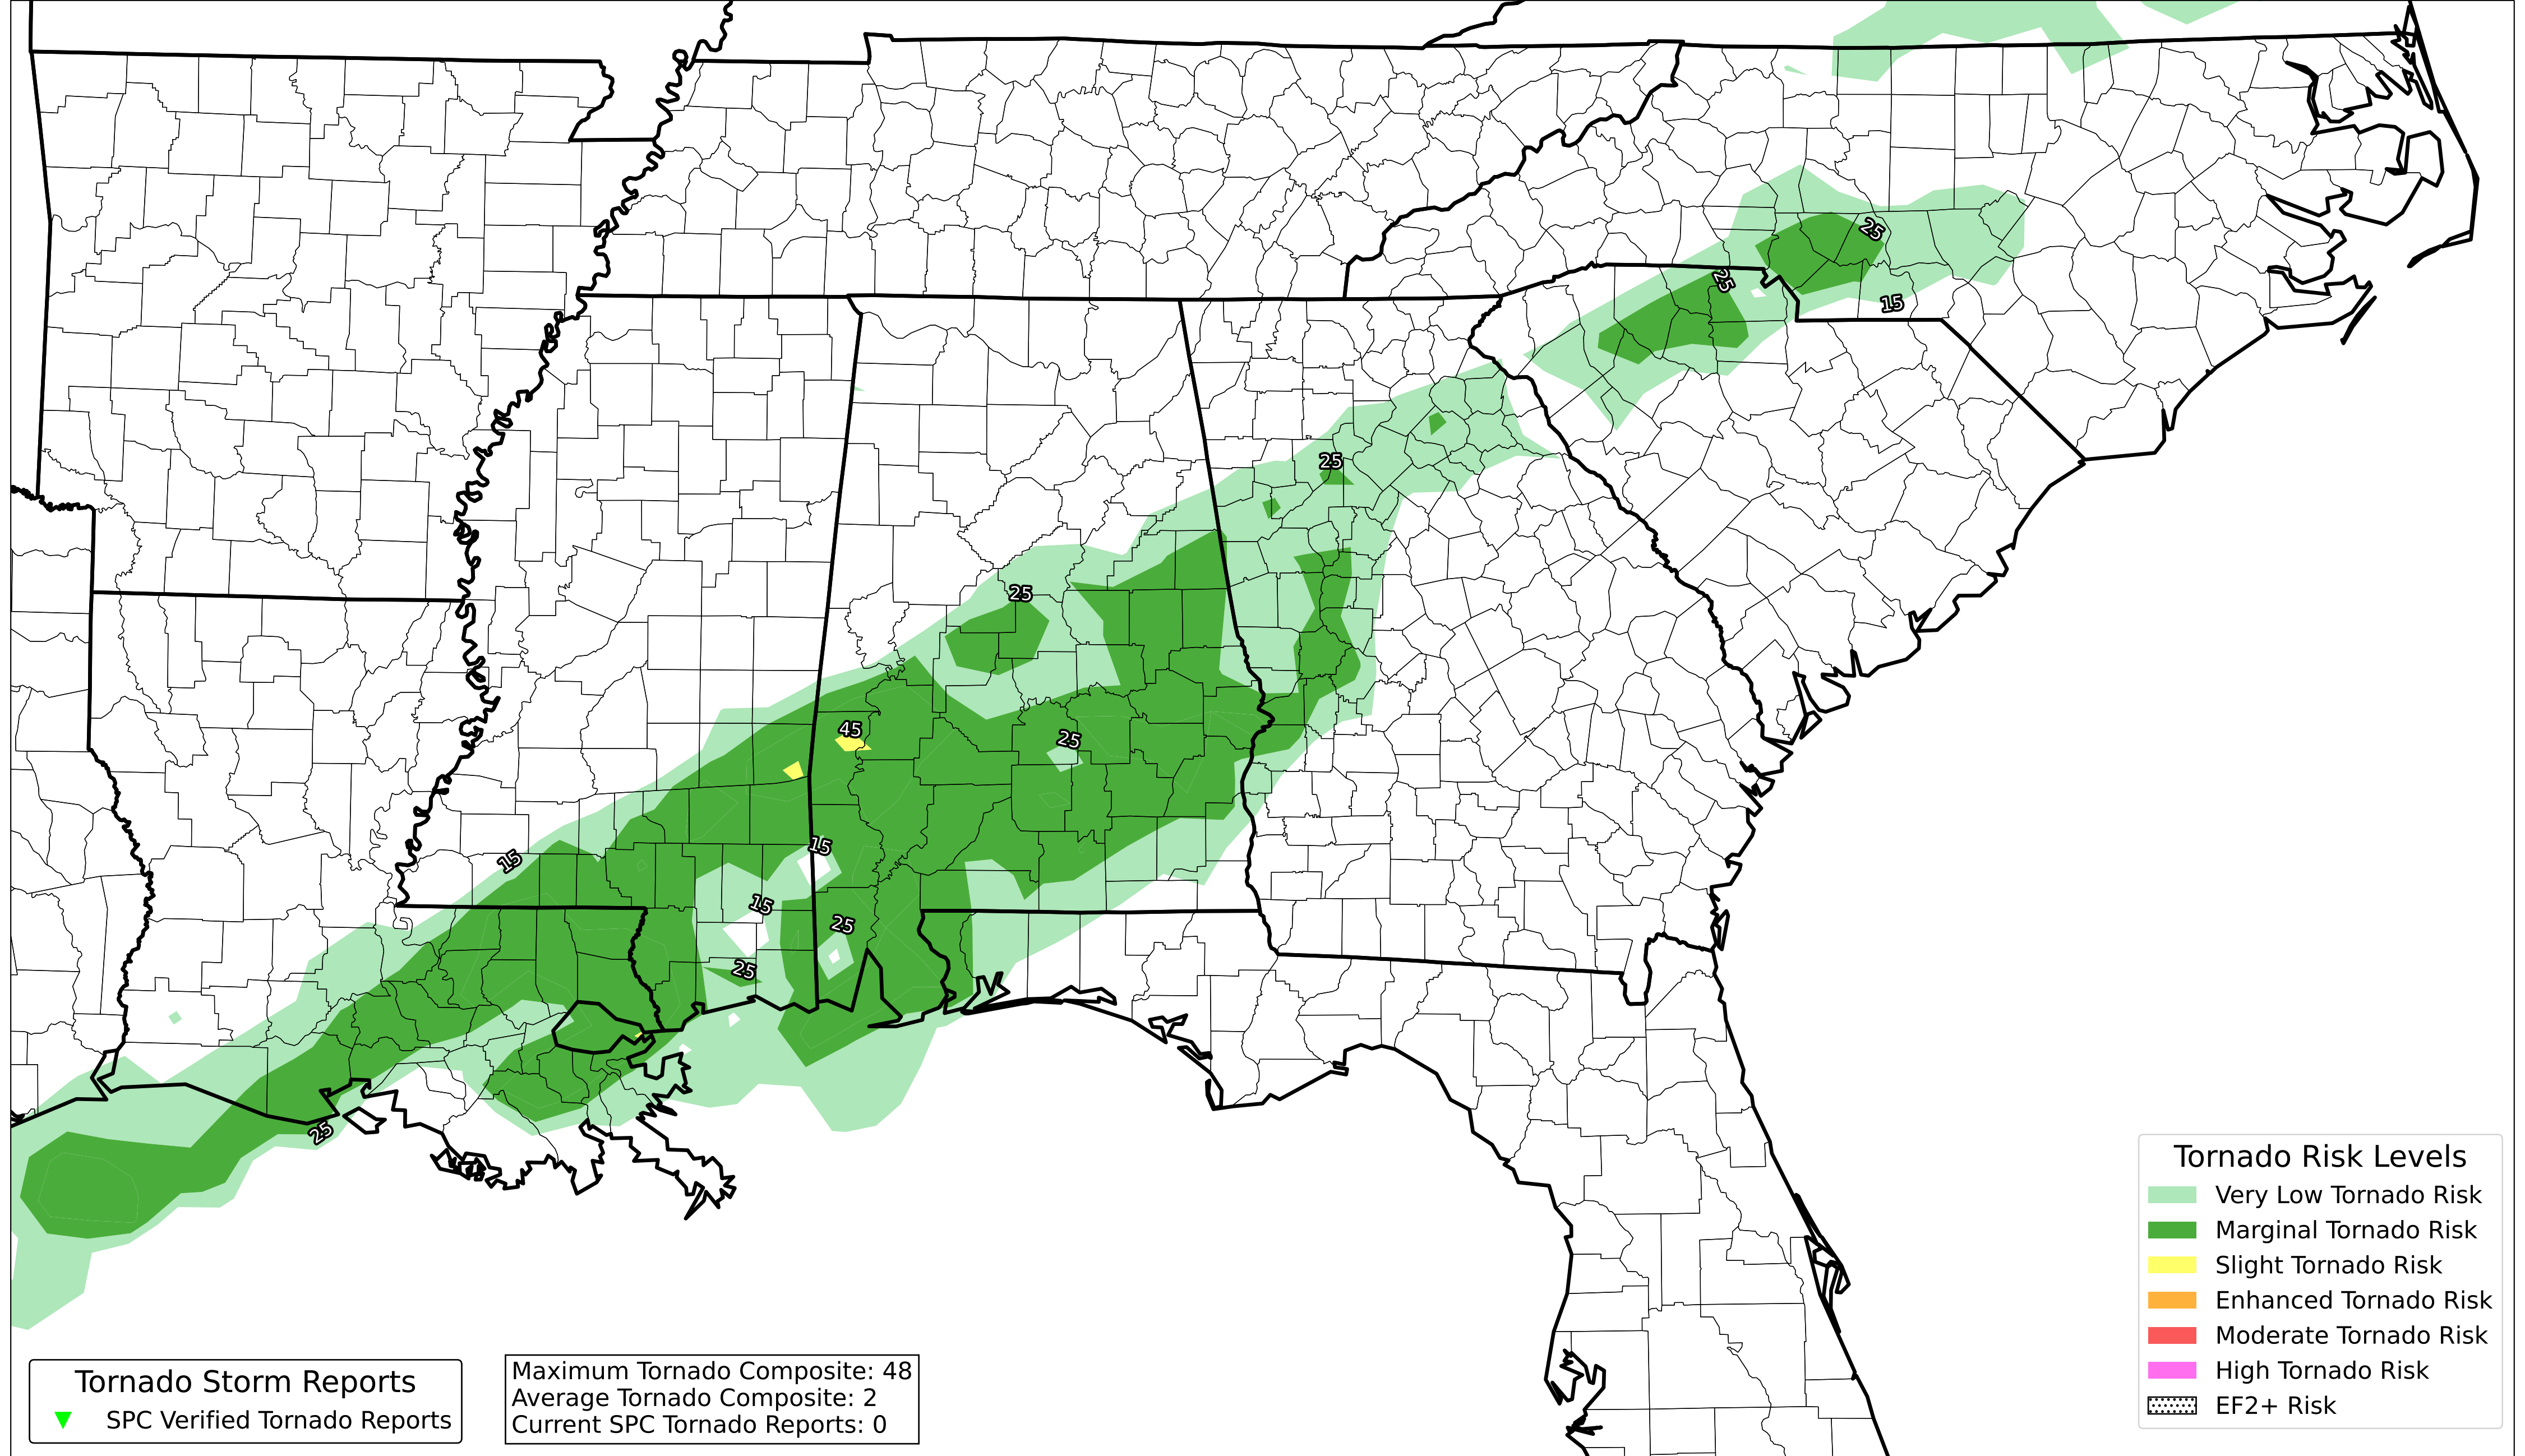 25
25
15
25
25
45
25
15
15
15
25
25
25
Tornado Risk Levels
Very Low Tornado Risk
Marginal Tornado Risk
Slight Tornado Risk
Enhanced Tornado Risk
Moderate Tornado Risk
High Tornado Risk
EF2+ Risk
Tornado Storm Reports
SPC Verified Tornado Reports
Maximum Tornado Composite: 48
Average Tornado Composite: 2
Current SPC Tornado Reports: 0